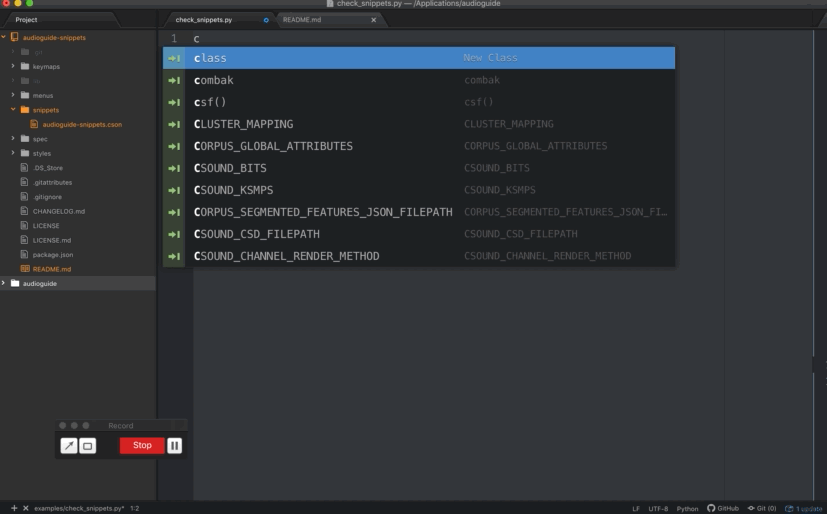 check_snippets.py — /Applications/audioguide
Project
check_snippets.py
README.md
audioguide-snippets
.git
keymaps
lib
menus
snippets
audioguide-snippets.cson
spec
styles
.DS_Store
.gitattributes
.gitignore
CHANGELOG.md
LICENSE
LICENSE.md
package.json
README.md
audioguide
1 c
class New Class
combak combak
csf() csf()
CLUSTER_MAPPING CLUSTER_MAPPING
CORPUS_GLOBAL_ATTRIBUTES CORPUS_GLOBAL_ATTRIBUTES
CSOUND_BITS CSOUND_BITS
CSOUND_KSMPS CSOUND_KSMPS
CORPUS_SEGMENTED_FEATURES_JSON_FILEPATH CORPUS_SEGMENTED_FEATURES_JSON_FI…
CSOUND_CSD_FILEPATH CSOUND_CSD_FILEPATH
CSOUND_CHANNEL_RENDER_METHOD CSOUND_CHANNEL_RENDER_METHOD
Record
Stop
examples/check_snippets.py* 1:2
LF UTF-8 Python GitHub Git (0) 1 update